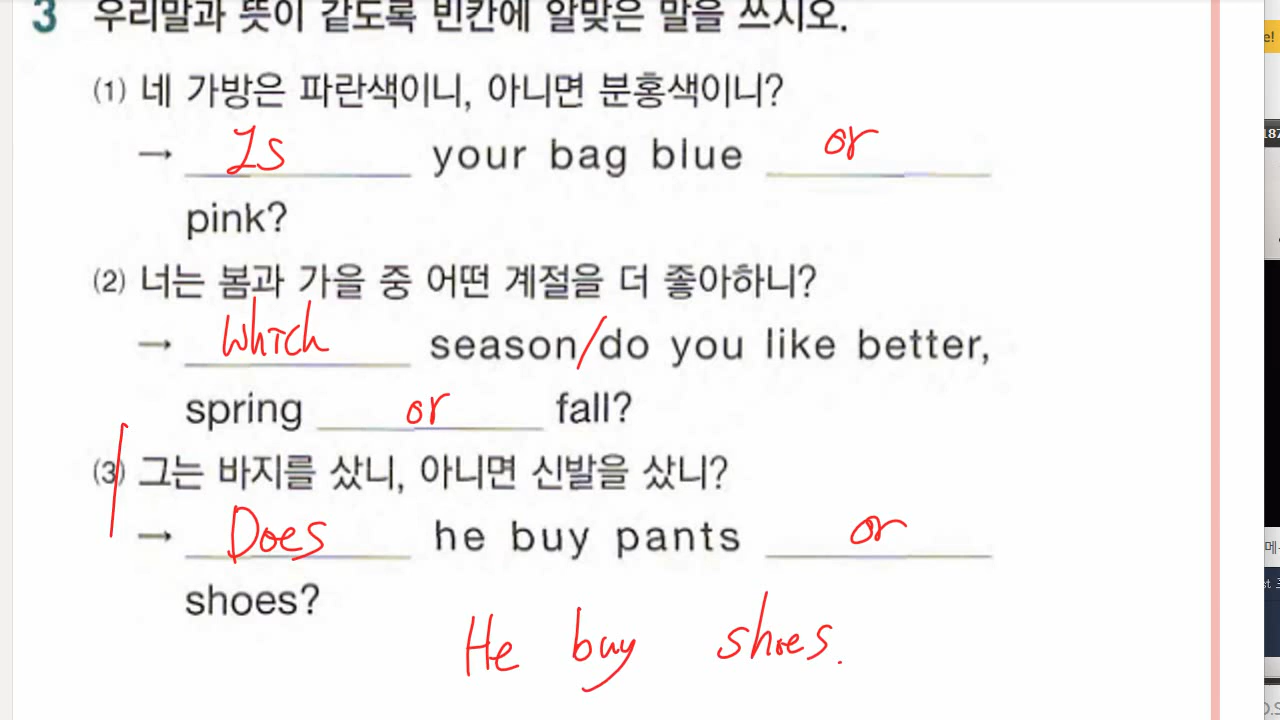 3 우리말과 뜻이 같도록 빈칸에 알맞은 말을 쓰시오.
(1) 네 가방은 파란색이니, 아니면 분홍색이니?
→ Is your bag blue or
pink?
(2) 너는 봄과 가을 중 어떤 계절을 더 좋아하니?
→ which season/do you like better,
spring or fall?
(3) 그는 바지를 샀니, 아니면 신발을 샀니?
→ Does he buy pants or
shoes?
He buy shoes.